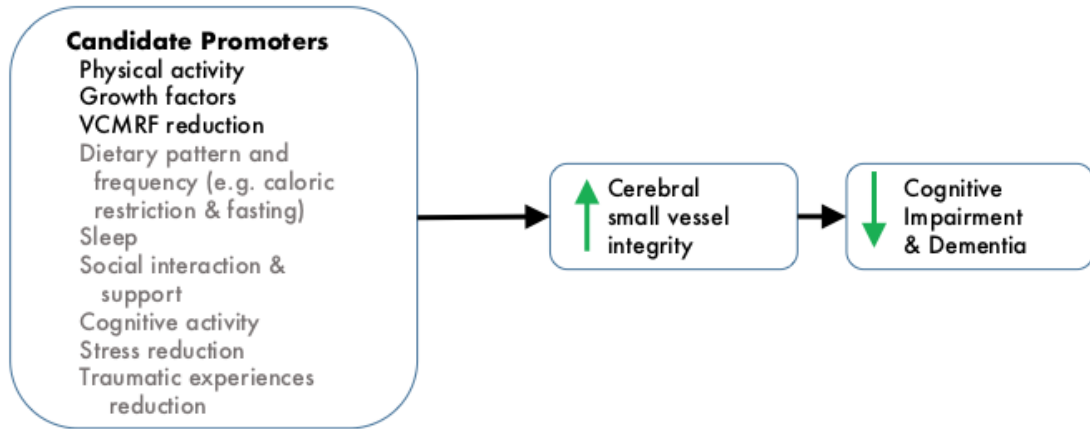 Candidate Promoters
Physical activity
Growth factors
VCMRF reduction
Dietary pattern and
frequency (e.g. caloric
restriction & fasting)
Sleep
Social interaction &
support
Cognitive activity
Stress reduction
Traumatic experiences
reduction
Cerebral
small vessel
integrity
Cognitive
Impairment
& Dementia